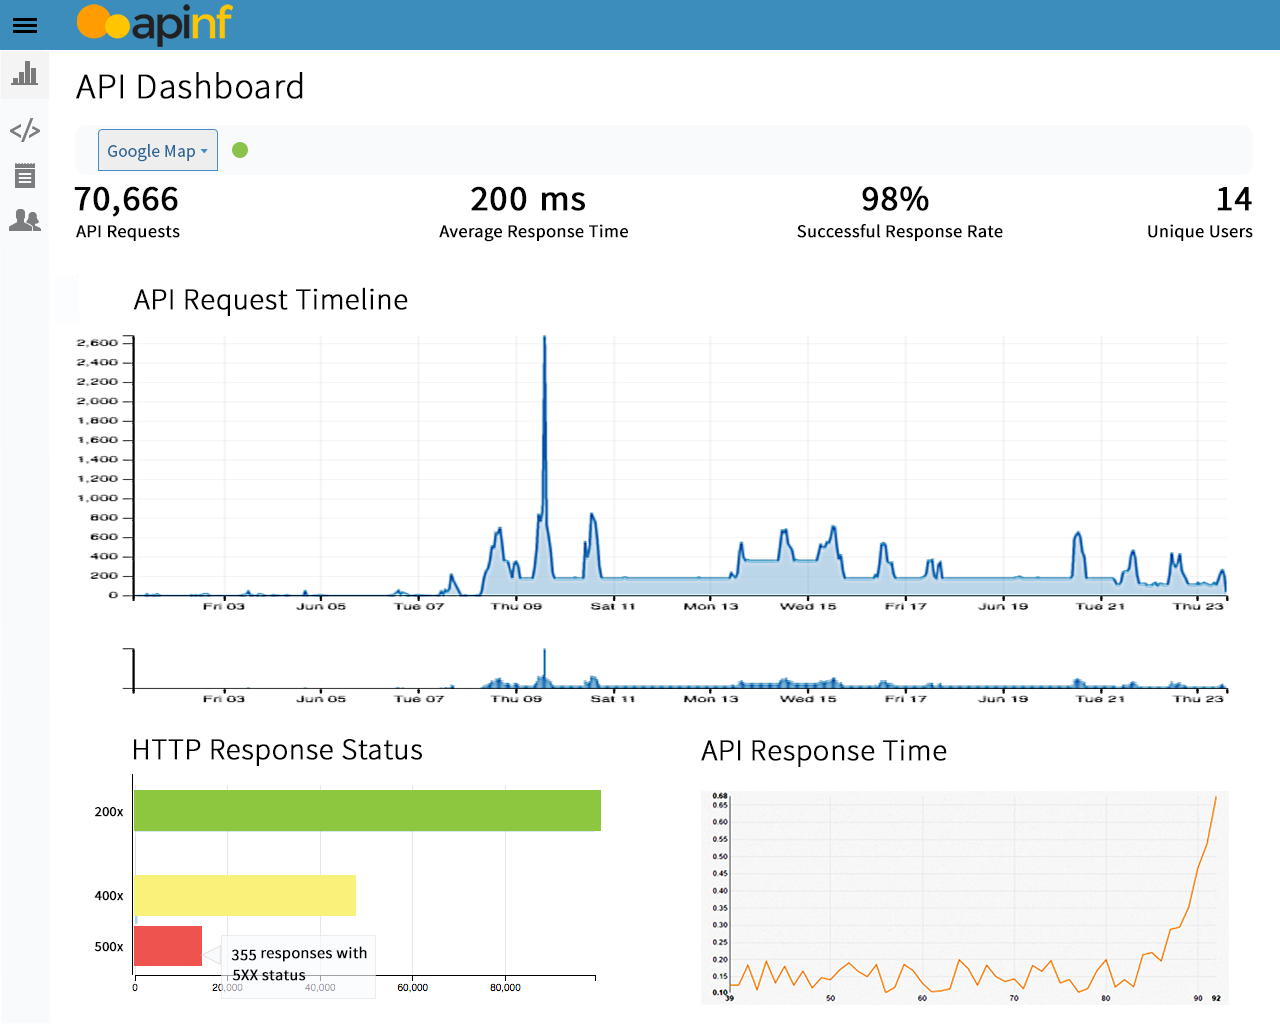 apinf
API Dashboard
Google Map
70,666
API Requests
200 ms
Average Response Time
98%
Successful Response Rate
14
Unique Users
API Request Timeline
2,600
2,400
2,200
2,000
1,800
1,600
1,400
1,200
1,000
800
600
400
200
0
Fri 03 Jun 05 Tue 07 Thu 09 Sat 11 Mon 13 Wed 15 Fri 17 Jun 19 Tue 21 Thu 23
Fri 03 Jun 05 Tue 07 Thu 09 Sat 11 Mon 13 Wed 15 Fri 17 Jun 19 Tue 21 Thu 23
HTTP Response Status
200x
400x
500x
355 responses with
5XX status
0 20,000 40,000 60,000 80,000
API Response Time
0.68
0.65
0.60
0.55
0.50
0.45
0.40
0.35
0.30
0.25
0.20
0.15
0.10
39 50 60 70 80 90 92